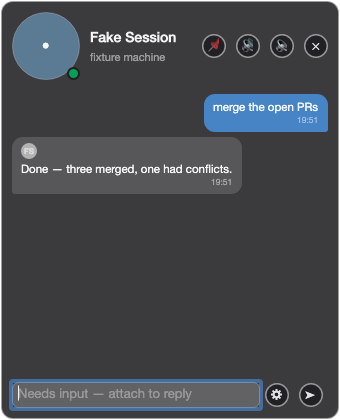 Fake Session
fixture machine
merge the open PRs
19:51
FS
Done — three merged, one had conflicts.
19:51
Needs input — attach to reply